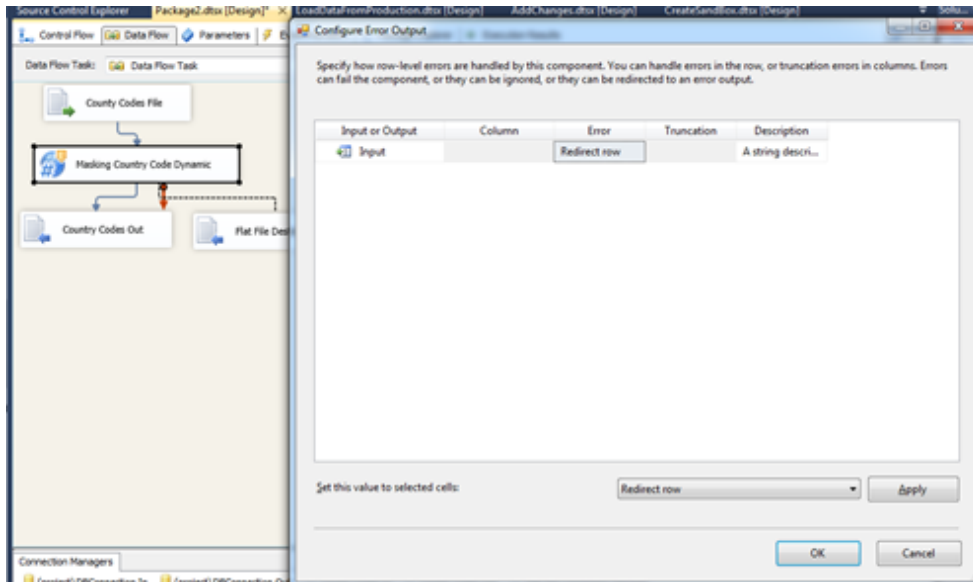 Source Control Explorer Package2.dtsx [Design]* LoadDataFromProduction.dtsx [Design] AddChanges.dtsx [Design] CreateSandBox.dtsx [Design] Solu...
Control Flow Data Flow Parameters
Configure Error Output
Data Flow Task: Data Flow Task
Specify how row-level errors are handled by this component. You can handle errors in the row, or truncation errors in columns. Errors
can fail the component, or they can be ignored, or they can be redirected to an error output.
County Codes File
Masking Country Code Dynamic
Country Codes Out
Flat File Dest
Input or Output Column Error Truncation Description
Input Redirect row A string descri...
Set this value to selected cells: Redirect row Apply
OK Cancel
Connection Managers
(project) DBConnection (project) DBConnection